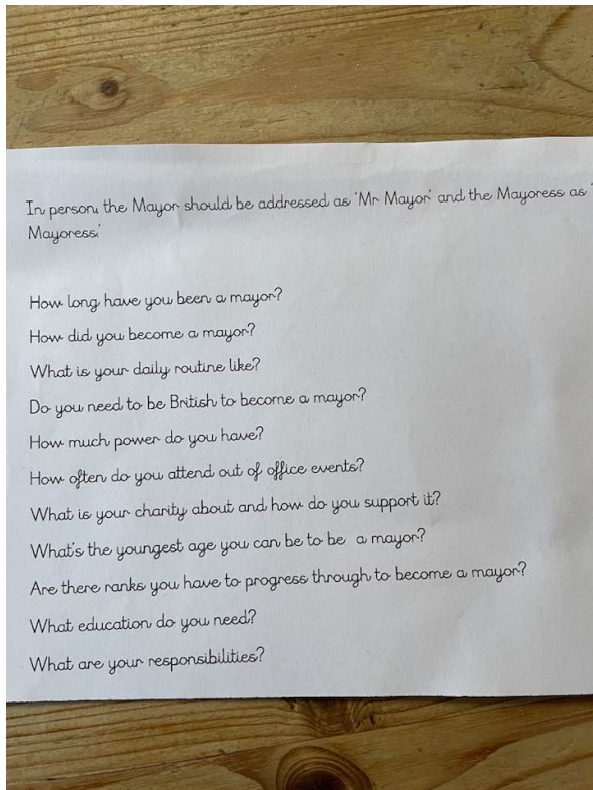 In person, the Mayor should be addressed as 'Mr Mayor' and the Mayoress as '
Mayoress.'
How long have you been a mayor?
How did you become a mayor?
What is your daily routine like?
Do you need to be British to become a mayor?
How much power do you have?
How often do you attend out of office events?
What is your charity about and how do you support it?
What's the youngest age you can be to be  a mayor?
Are there ranks you have to progress through to become a mayor?
What education do you need?
What are your responsibilities?